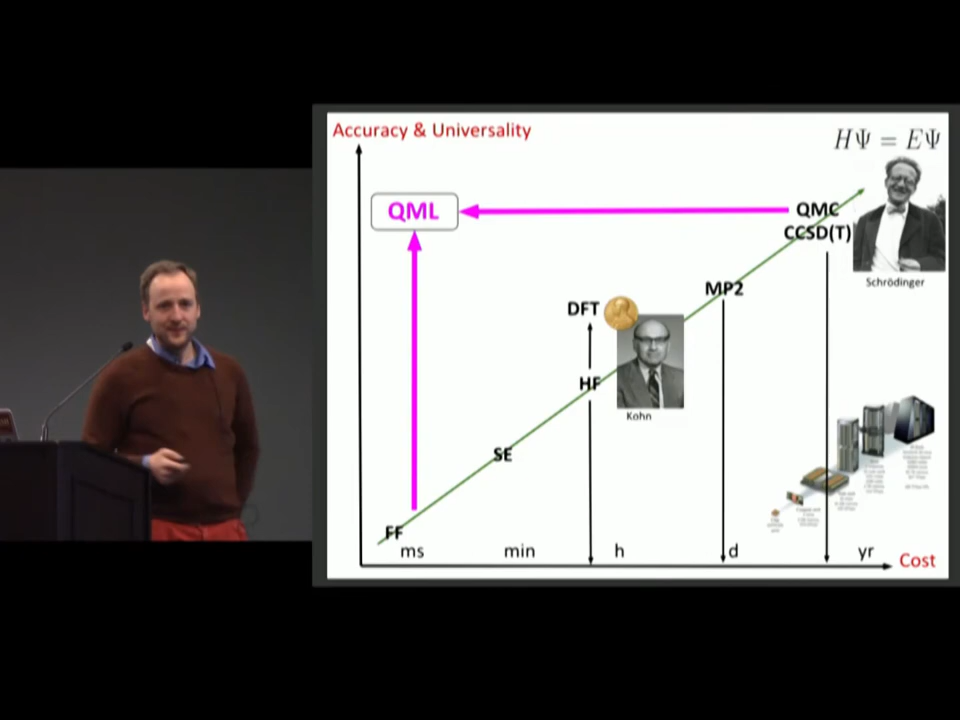 Accuracy & Universality
HΨ = EΨ
QML
QMC
CCSD(T)
Schrödinger
MP2
DFT
HF
Kohn
SE
FF
ms
min
h
d
yr
Cost